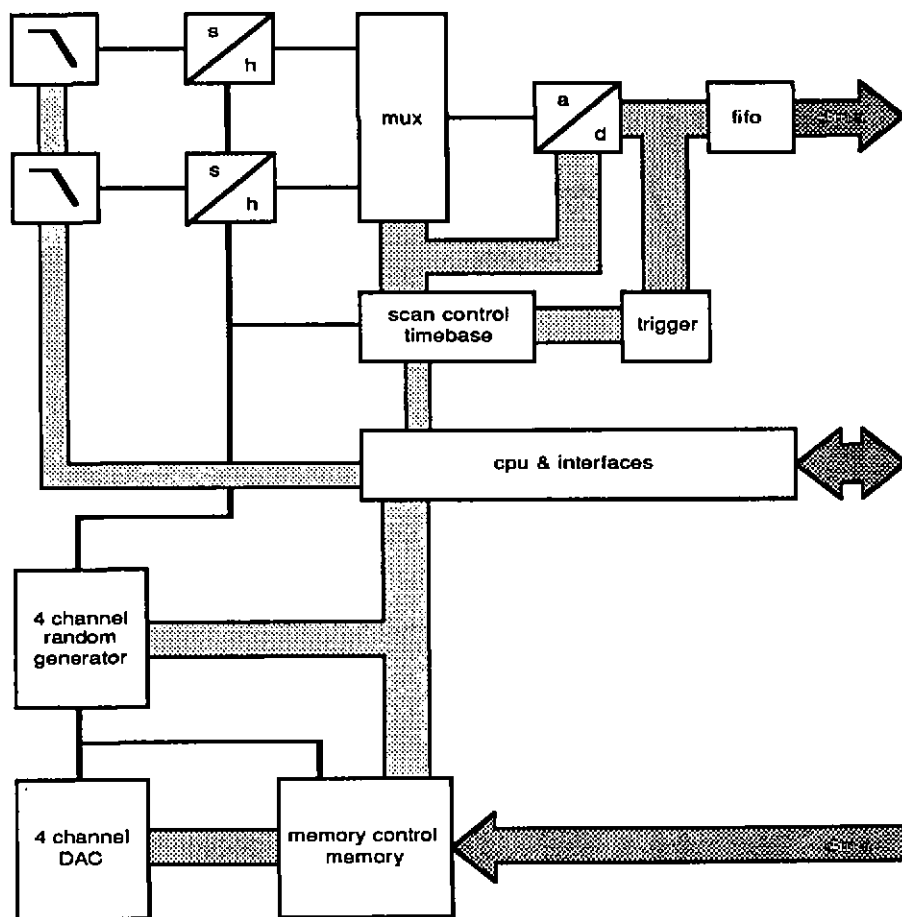 s
h
mux
a
d
fifo
s
h
scan control
timebase
trigger
cpu & interfaces
4 channel
random
generator
4 channel
DAC
memory control
memory